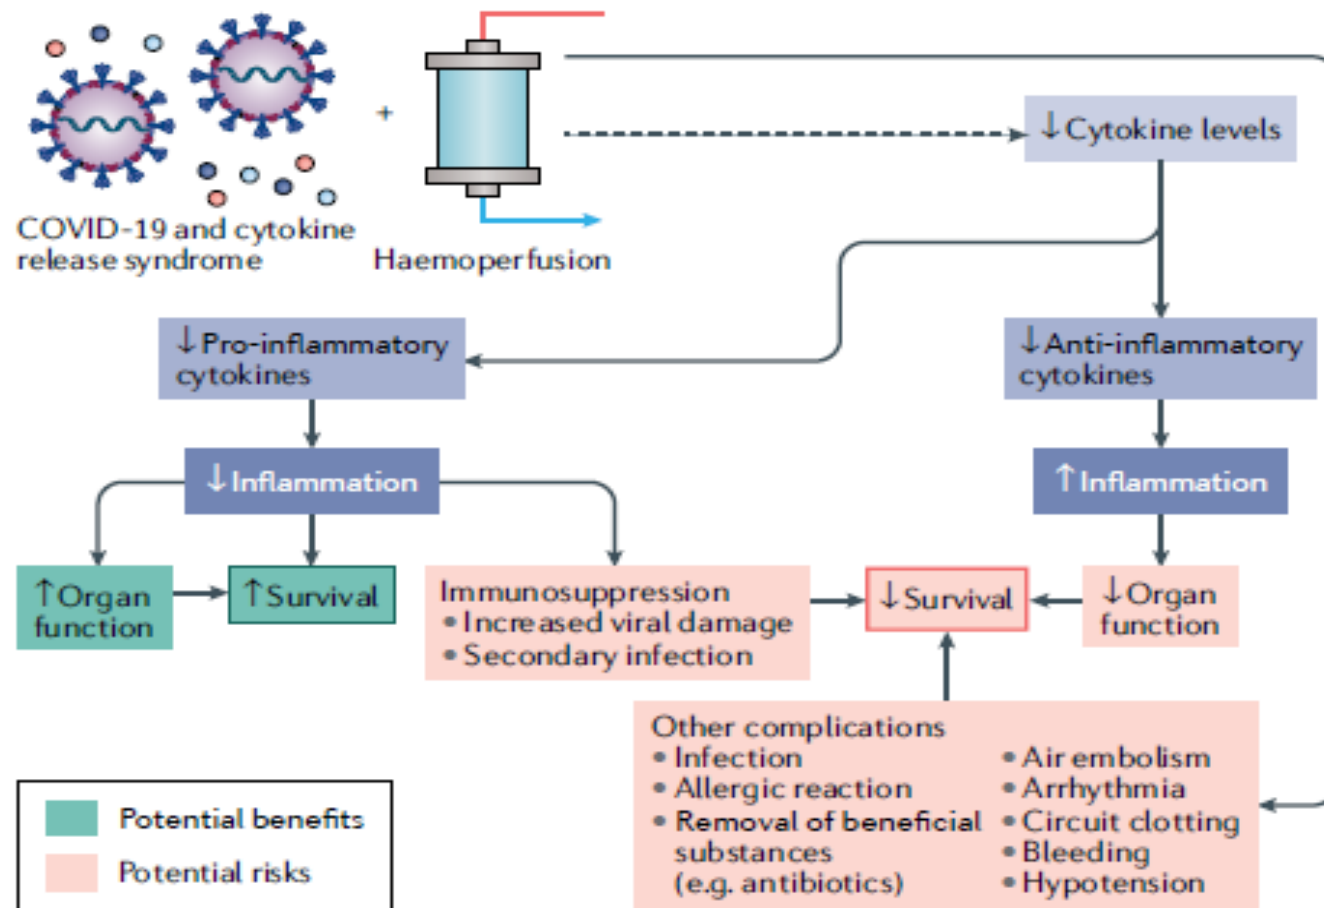 +
↓Cytokine levels
COVID-19 and cytokine
release syndrome
Haemoperfusion
↓Pro-inflammatory
cytokines
↓Anti-inflammatory
cytokines
↓Inflammation
↑Inflammation
↑Organ
function
↑Survival
Immunosuppression
• Increased viral damage
• Secondary infection
↓Survival
↓Organ
function
Other complications
• Infection
• Allergic reaction
• Removal of beneficial
substances
(e.g. antibiotics)
• Air embolism
• Arrhythmia
• Circuit clotting
• Bleeding
• Hypotension
Potential benefits
Potential risks